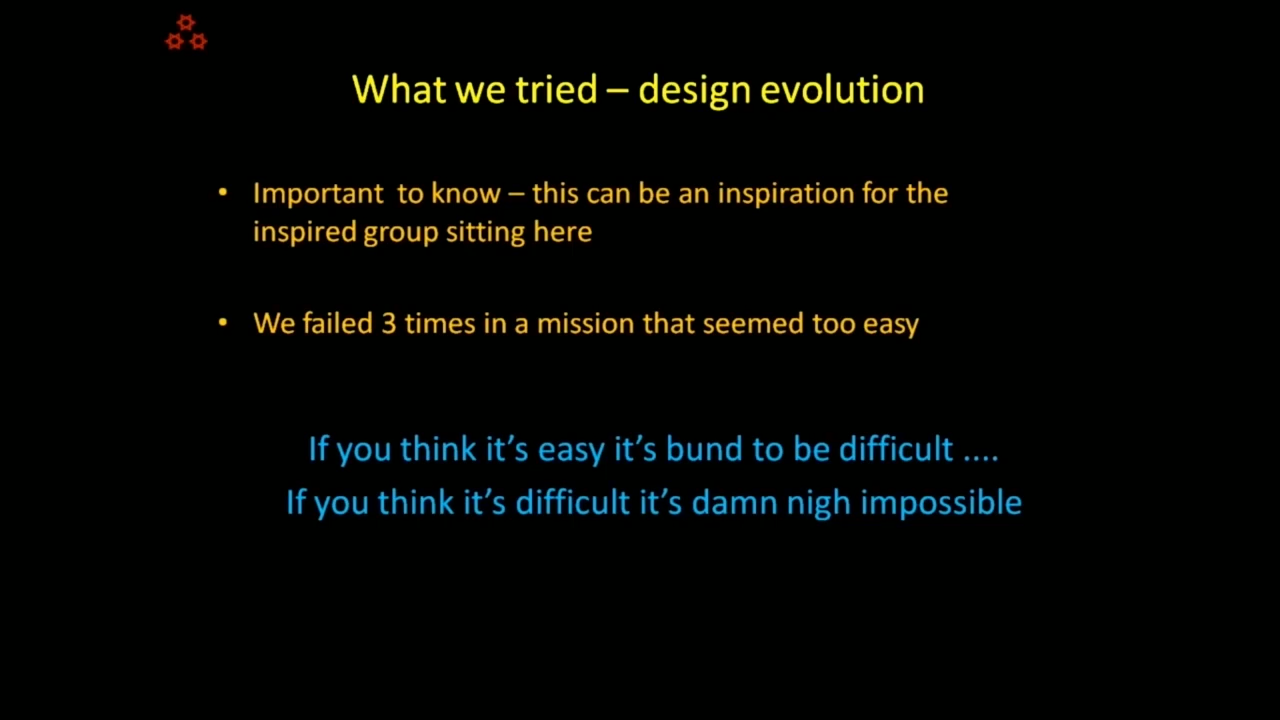 What we tried – design evolution
• Important to know – this can be an inspiration for the
inspired group sitting here
• We failed 3 times in a mission that seemed too easy
If you think it’s easy it’s bund to be difficult ....
If you think it’s difficult it’s damn nigh impossible